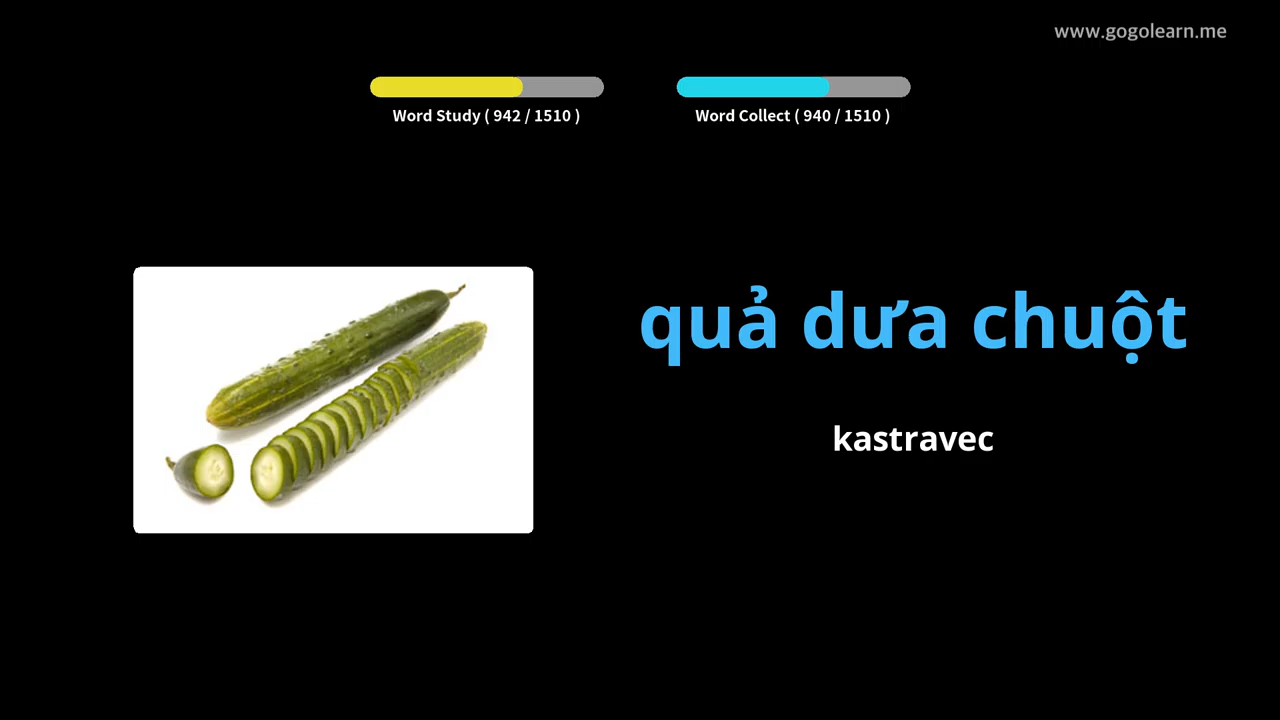 www.gogolearn.me
Word Study ( 942 / 1510 )
Word Collect ( 940 / 1510 )
quả dưa chuột
kastravec